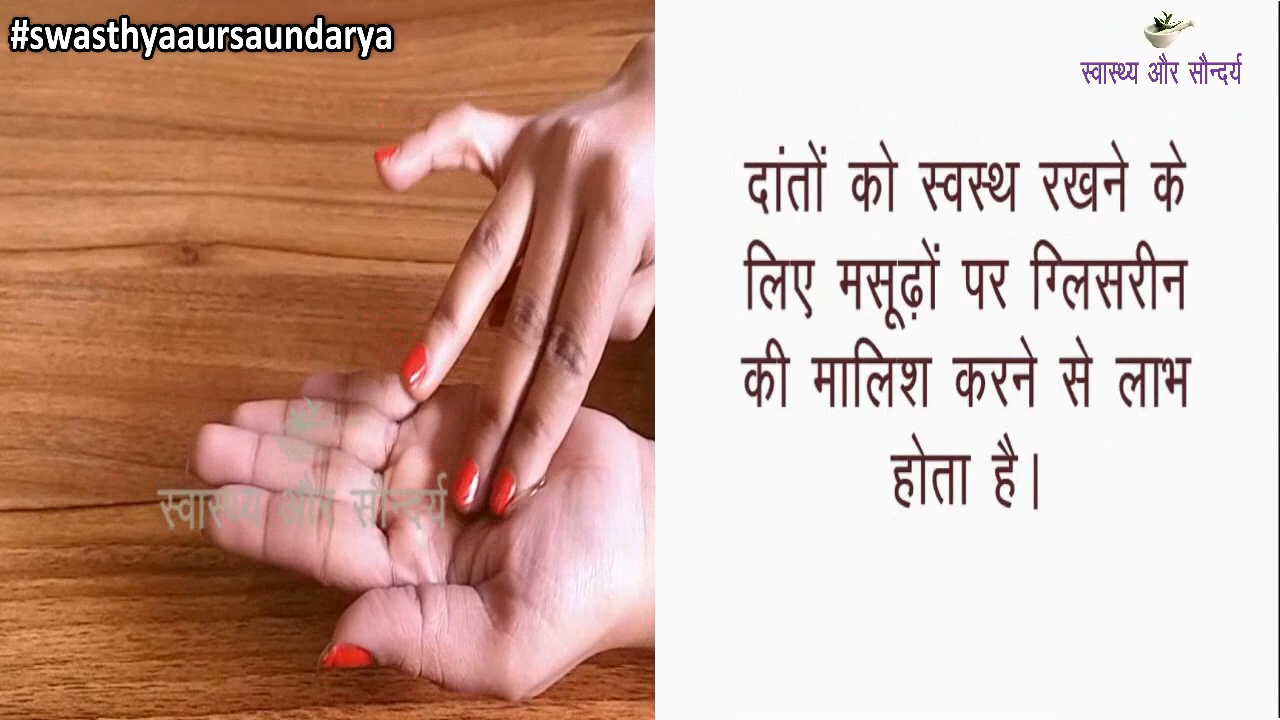 #swasthyaaursaundarya
स्वास्थ्य और सौन्दर्य
दांतों को स्वस्थ रखने के
लिए मसूढ़ों पर ग्लिसरीन
की मालिश करने से लाभ
होता है।
स्वास्थ्य और सौन्दर्य